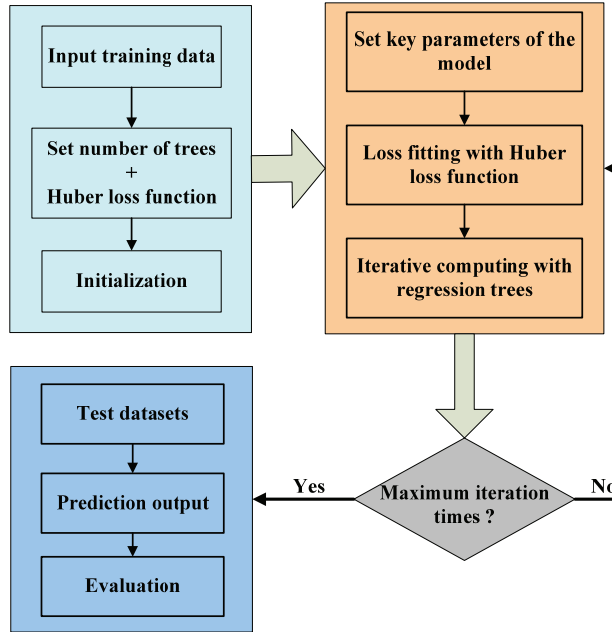 Input training data
Set number of trees
+
Huber loss function
Initialization
Set key parameters of the
model
Loss fitting with Huber
loss function
Iterative computing with
regression trees
Maximum iteration
times ?
Yes
No
Test datasets
Prediction output
Evaluation